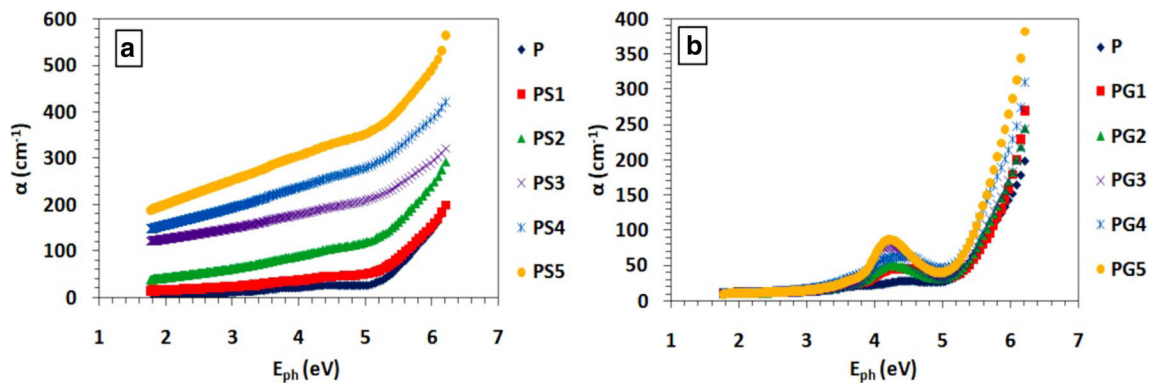 a
600
500
400
300
200
100
0
α (cm⁻¹)
1 2 3 4 5 6 7
E_ph (eV)
P
PS1
PS2
PS3
PS4
PS5
b
400
350
300
250
200
150
100
50
0
α (cm⁻¹)
1 2 3 4 5 6 7
E_ph (eV)
P
PG1
PG2
PG3
PG4
PG5